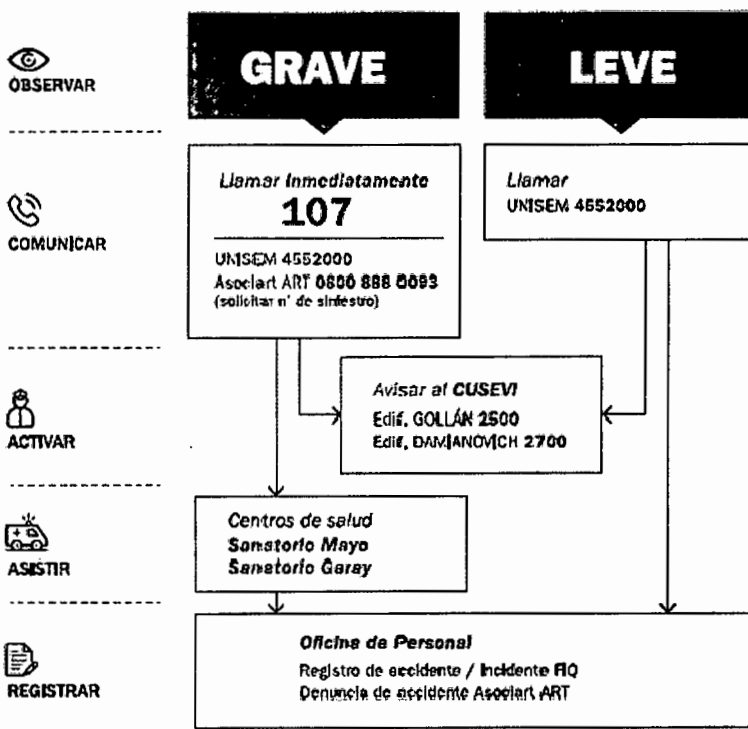 OBSERVAR
GRAVE
LEVE
COMUNICAR
Llamar Inmediatamente
107
UNISEM 4552000
Asociart ART 0800 888 0093
(solicitar n° de siniestro)
Llamar
UNISEM 4552000
ACTIVAR
Avisar al CUSEVI
Edif. GOLLÁN 2500
Edif. DAMIANOVICH 2700
ASISTIR
Centros de salud
Sanatorio Mayo
Sanatorio Garay
REGISTRAR
Oficina de Personal
Registro de accidente / Incidente FIQ
Denuncia de accidente Asociart ART